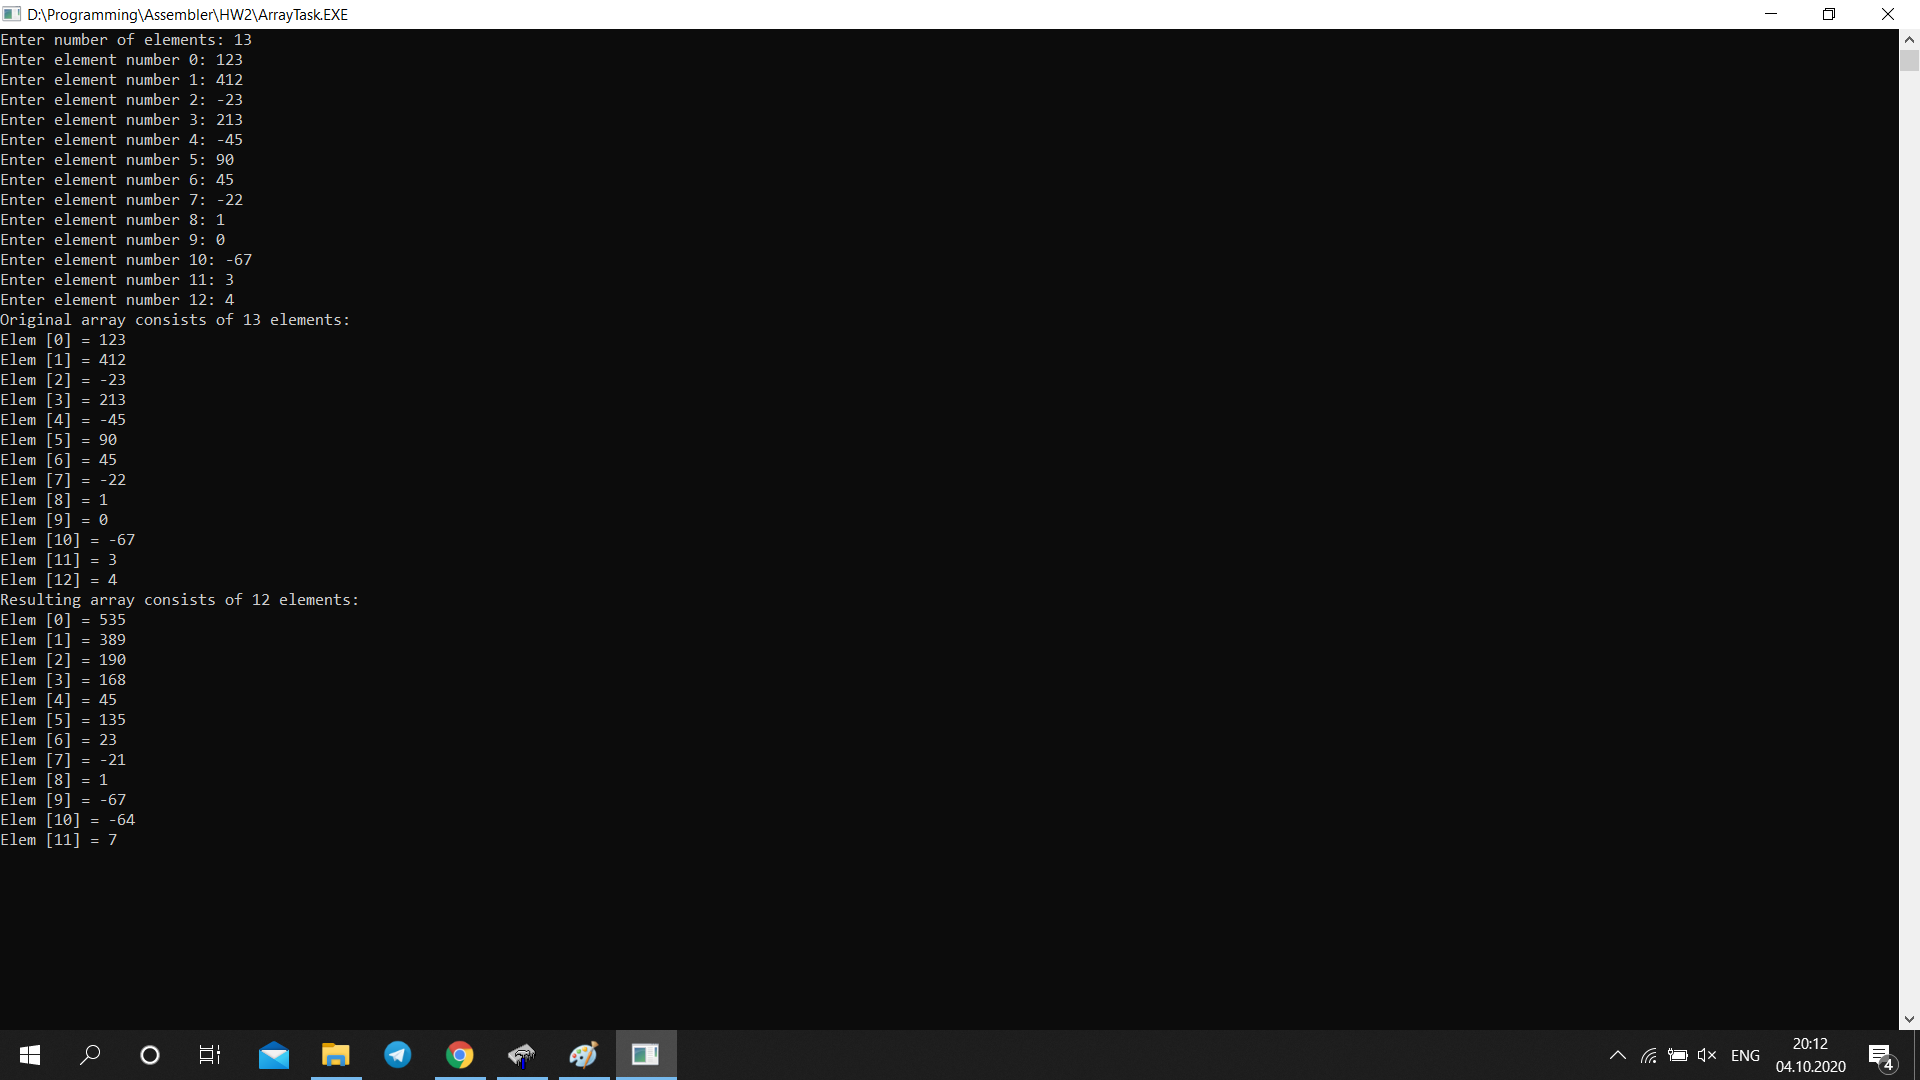 D:\Programming\Assembler\HW2\ArrayTask.EXE
Enter number of elements: 13
Enter element number 0: 123
Enter element number 1: 412
Enter element number 2: -23
Enter element number 3: 213
Enter element number 4: -45
Enter element number 5: 90
Enter element number 6: 45
Enter element number 7: -22
Enter element number 8: 1
Enter element number 9: 0
Enter element number 10: -67
Enter element number 11: 3
Enter element number 12: 4
Original array consists of 13 elements:
Elem [0] = 123
Elem [1] = 412
Elem [2] = -23
Elem [3] = 213
Elem [4] = -45
Elem [5] = 90
Elem [6] = 45
Elem [7] = -22
Elem [8] = 1
Elem [9] = 0
Elem [10] = -67
Elem [11] = 3
Elem [12] = 4
Resulting array consists of 12 elements:
Elem [0] = 535
Elem [1] = 389
Elem [2] = 190
Elem [3] = 168
Elem [4] = 45
Elem [5] = 135
Elem [6] = 23
Elem [7] = -21
Elem [8] = 1
Elem [9] = -67
Elem [10] = -64
Elem [11] = 7
ENG
20:12
04.10.2020
4